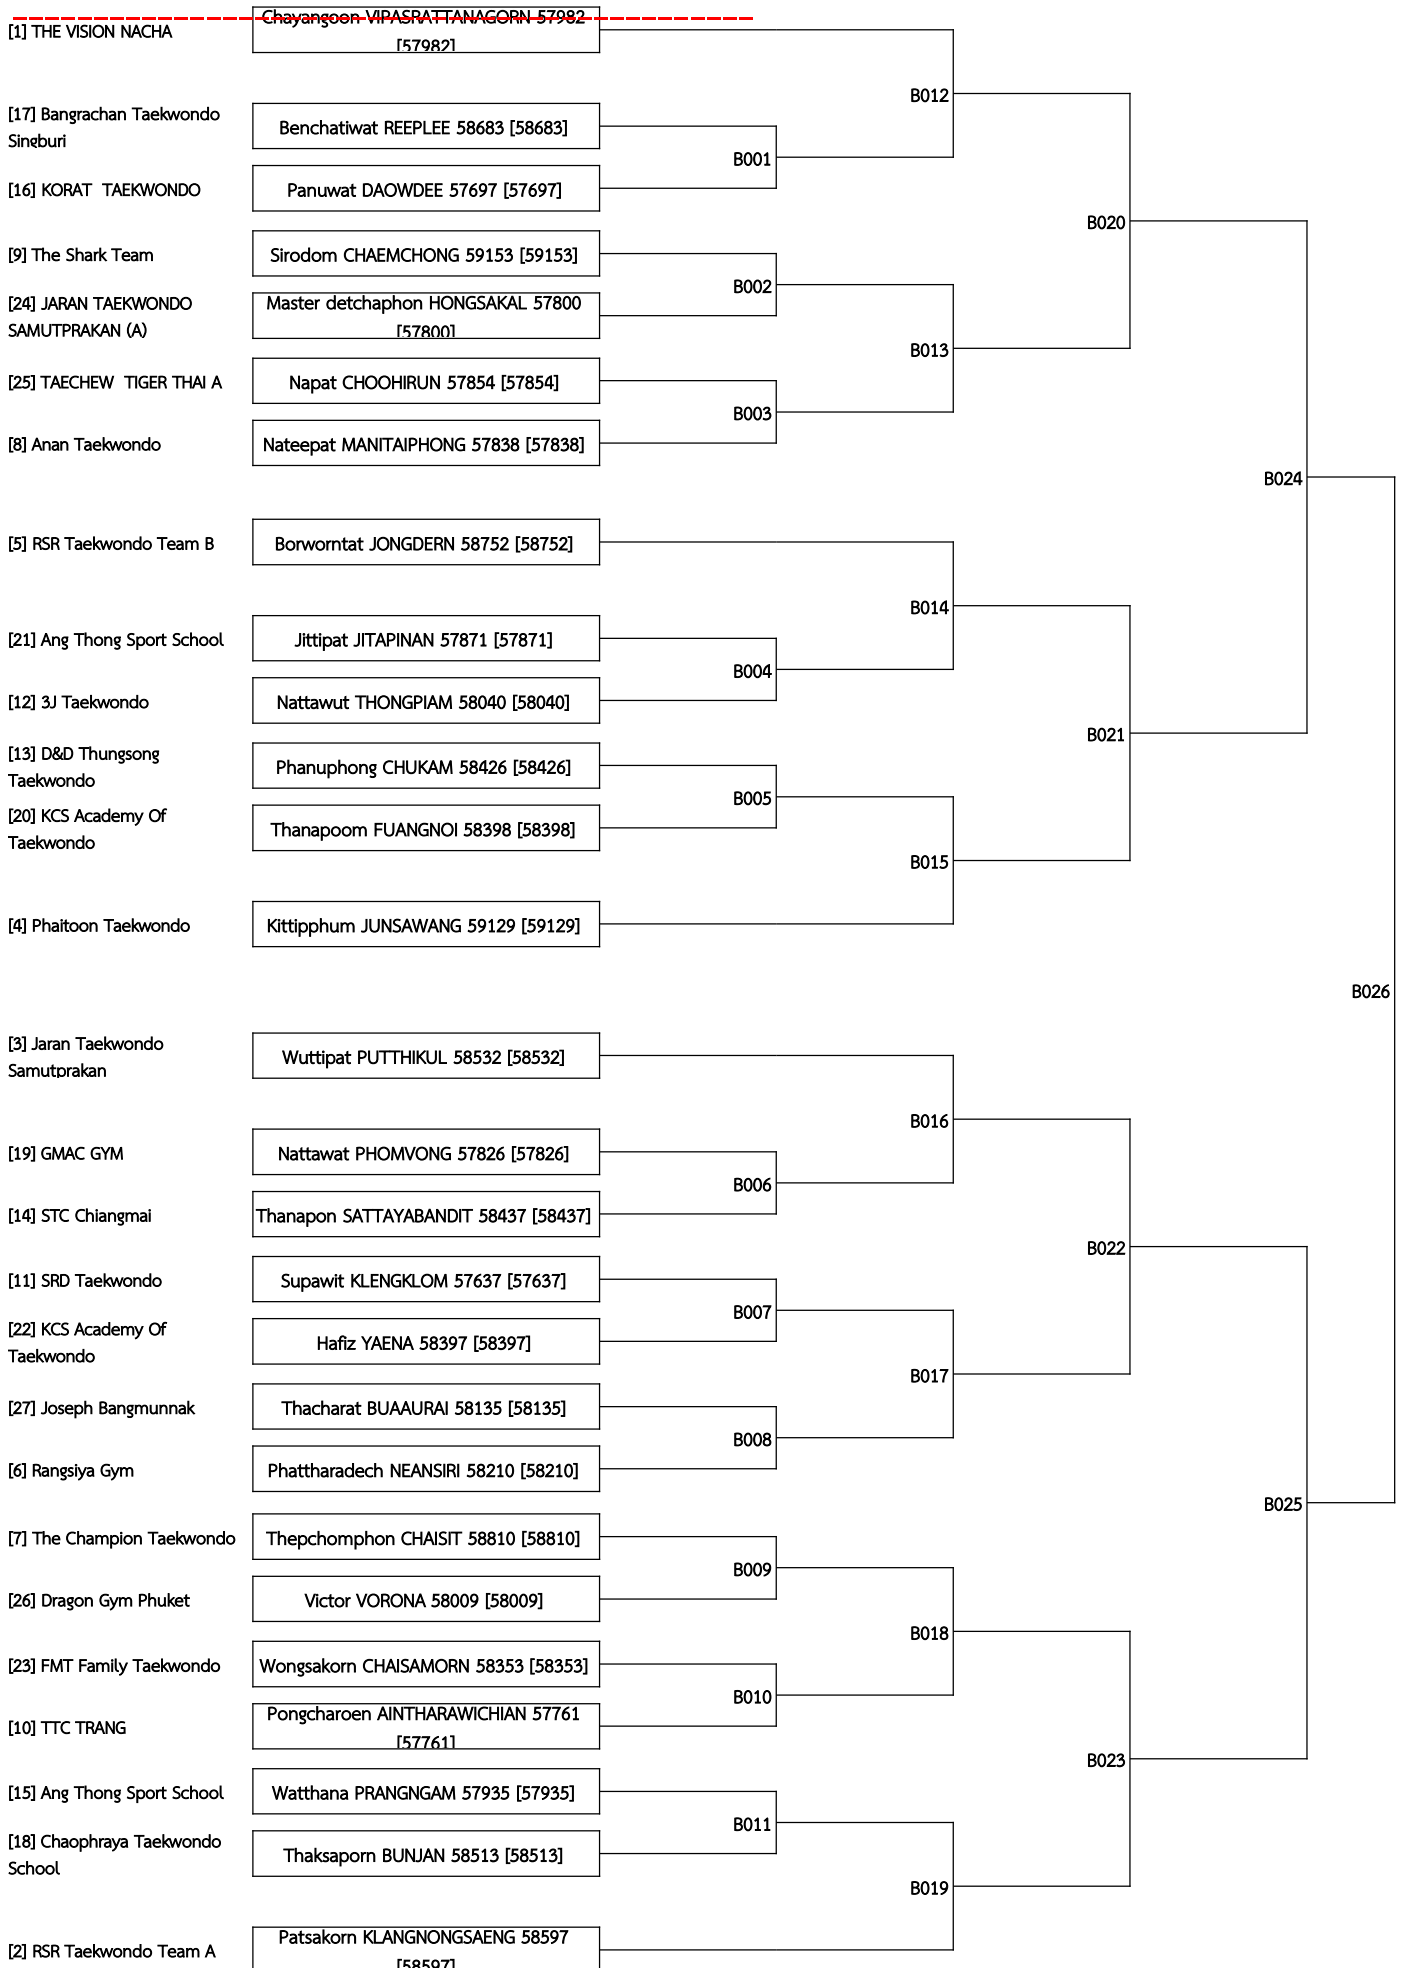 [1] THE VISION NACHA
Chayangoon VIPASRATTANAGORN 57982
[57982]
B012
[17] Bangrachan Taekwondo
Singburi
Benchatiwat REEPLEE 58683 [58683]
B001
[16] KORAT  TAEKWONDO
Panuwat DAOWDEE 57697 [57697]
B020
[9] The Shark Team
Sirodom CHAEMCHONG 59153 [59153]
B002
[24] JARAN TAEKWONDO
SAMUTPRAKAN (A)
Master detchaphon HONGSAKAL 57800
[57800]
B013
[25] TAECHEW  TIGER THAI A
Napat CHOOHIRUN 57854 [57854]
B003
[8] Anan Taekwondo
Nateepat MANITAIPHONG 57838 [57838]
B024
[5] RSR Taekwondo Team B
Borworntat JONGDERN 58752 [58752]
B014
[21] Ang Thong Sport School
Jittipat JITAPINAN 57871 [57871]
B004
[12] 3J Taekwondo
Nattawut THONGPIAM 58040 [58040]
B021
[13] D&D Thungsong
Taekwondo
Phanuphong CHUKAM 58426 [58426]
B005
[20] KCS Academy Of
Taekwondo
Thanapoom FUANGNOI 58398 [58398]
B015
[4] Phaitoon Taekwondo
Kittipphum JUNSAWANG 59129 [59129]
B026
[3] Jaran Taekwondo
Samutprakan
Wuttipat PUTTHIKUL 58532 [58532]
B016
[19] GMAC GYM
Nattawat PHOMVONG 57826 [57826]
B006
[14] STC Chiangmai
Thanapon SATTAYABANDIT 58437 [58437]
B022
[11] SRD Taekwondo
Supawit KLENGKLOM 57637 [57637]
B007
[22] KCS Academy Of
Taekwondo
Hafiz YAENA 58397 [58397]
B017
[27] Joseph Bangmunnak
Thacharat BUAAURAI 58135 [58135]
B008
[6] Rangsiya Gym
Phattharadech NEANSIRI 58210 [58210]
B025
[7] The Champion Taekwondo
Thepchomphon CHAISIT 58810 [58810]
B009
[26] Dragon Gym Phuket
Victor VORONA 58009 [58009]
B018
[23] FMT Family Taekwondo
Wongsakorn CHAISAMORN 58353 [58353]
B010
[10] TTC TRANG
Pongcharoen AINTHARAWICHIAN 57761
[57761]
B023
[15] Ang Thong Sport School
Watthana PRANGNGAM 57935 [57935]
B011
[18] Chaophraya Taekwondo
School
Thaksaporn BUNJAN 58513 [58513]
B019
[2] RSR Taekwondo Team A
Patsakorn KLANGNONGSAENG 58597
[58597]